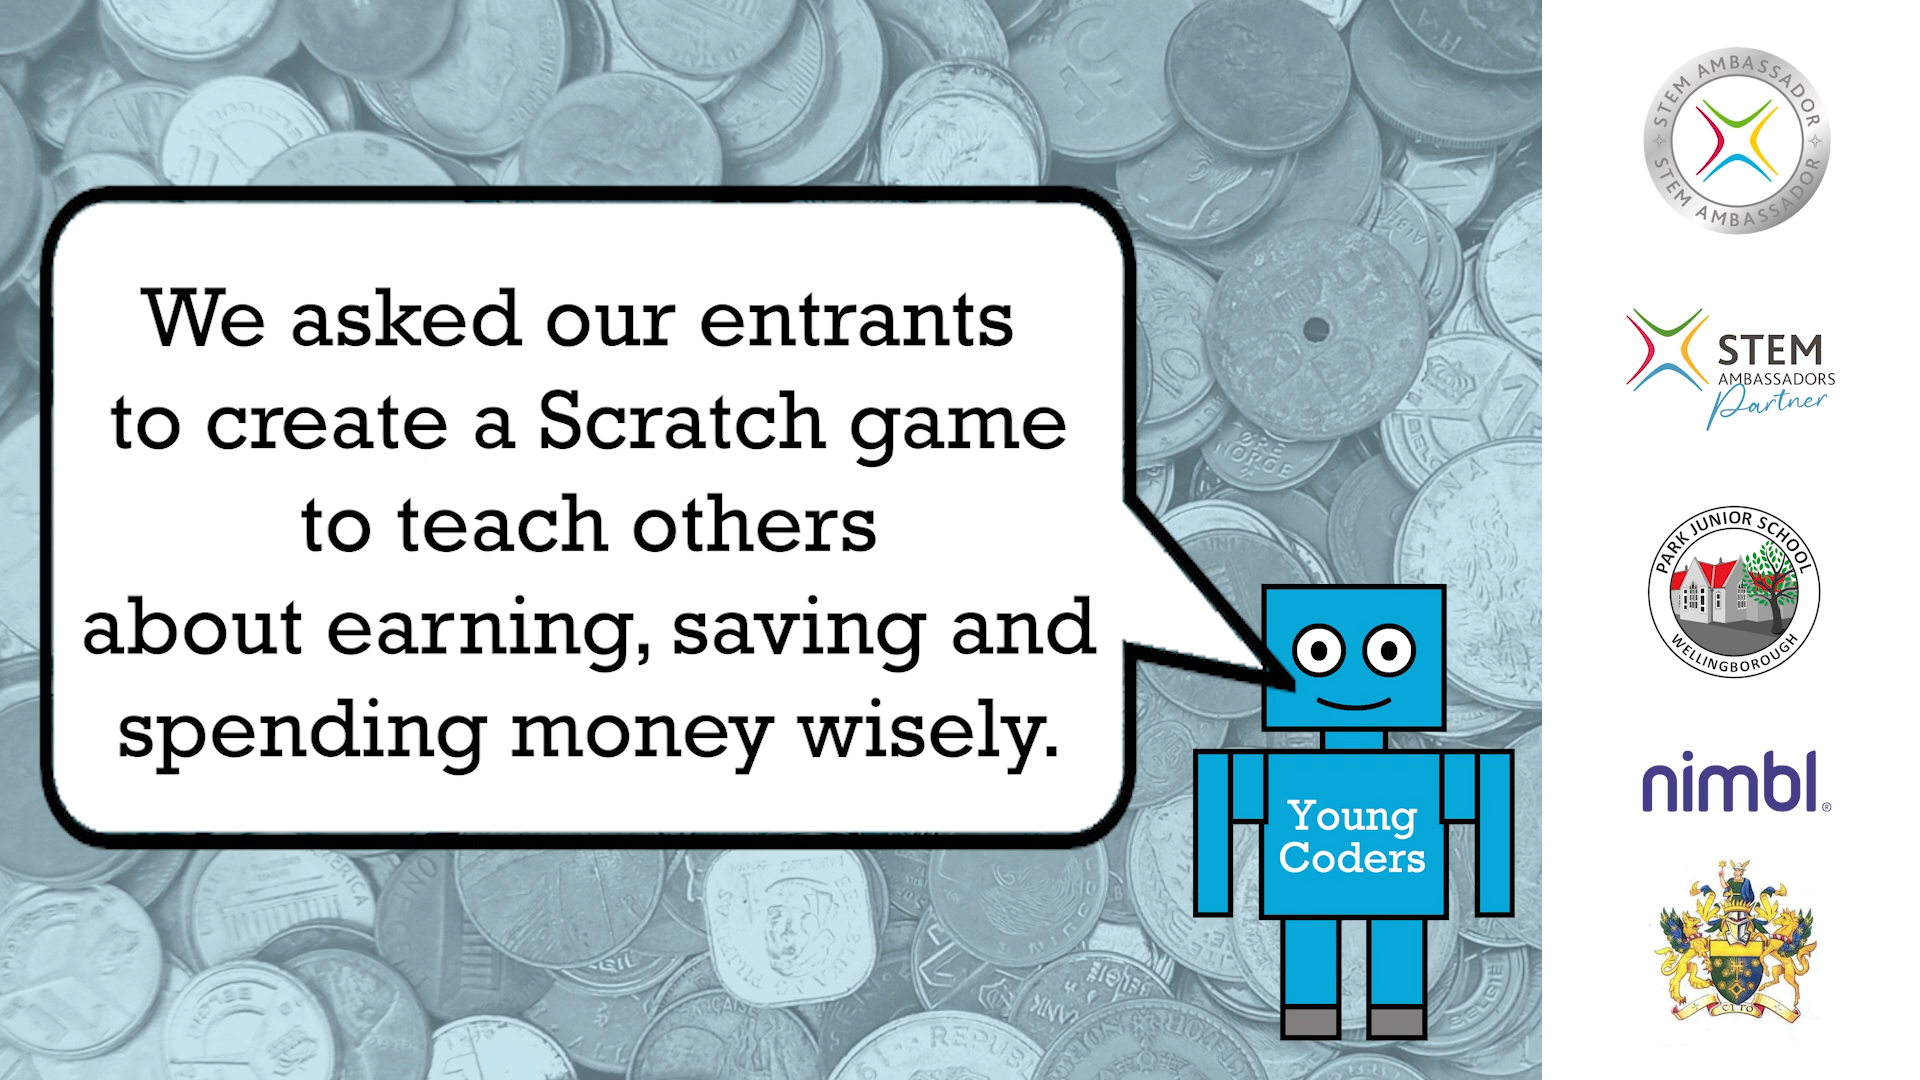 We asked our entrants
to create a Scratch game
to teach others
about earning, saving and
spending money wisely.
Young
Coders
STEM AMBASSADOR
STEM AMBASSADOR
STEM
AMBASSADORS
Partner
PARK JUNIOR SCHOOL
WELLINGBOROUGH
nimbl®